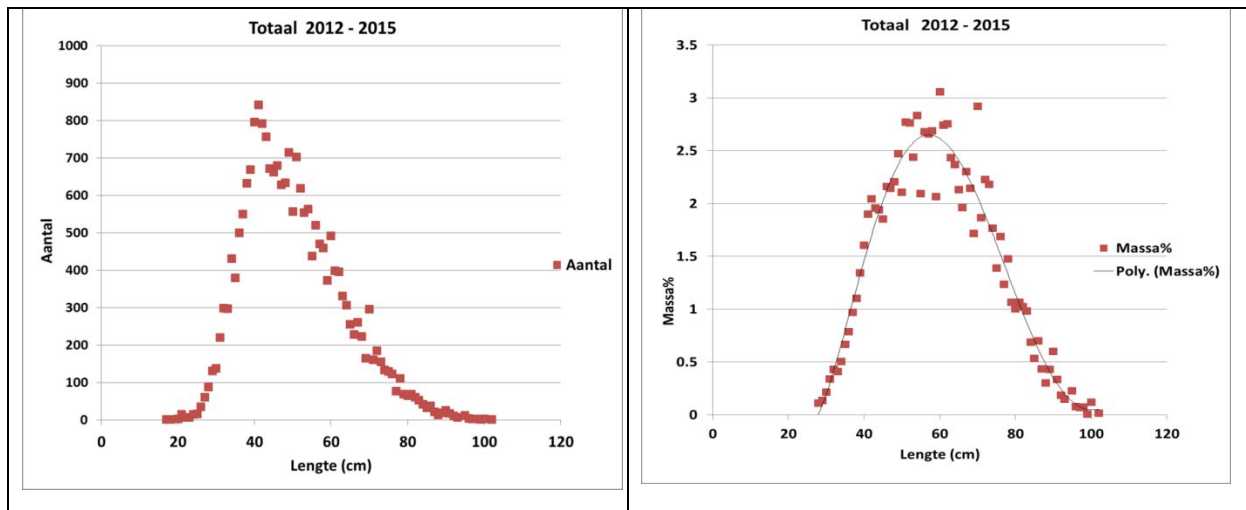 Totaal 2012 - 2015
1000
900
800
700
600
500
400
300
200
100
0
Aantal
Aantal
0 20 40 60 80 100 120
Lengte (cm)
Totaal 2012 - 2015
3.5
3
2.5
2
1.5
1
0.5
0
Massa%
Massa%
Poly. (Massa%)
0 20 40 60 80 100 120
Lengte (cm)